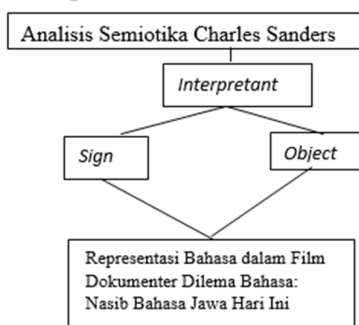 Analisis Semiotika Charles Sanders
Interpretant
Sign
Object
Representasi Bahasa dalam Film
Dokumenter Dilema Bahasa:
Nasib Bahasa Jawa Hari Ini